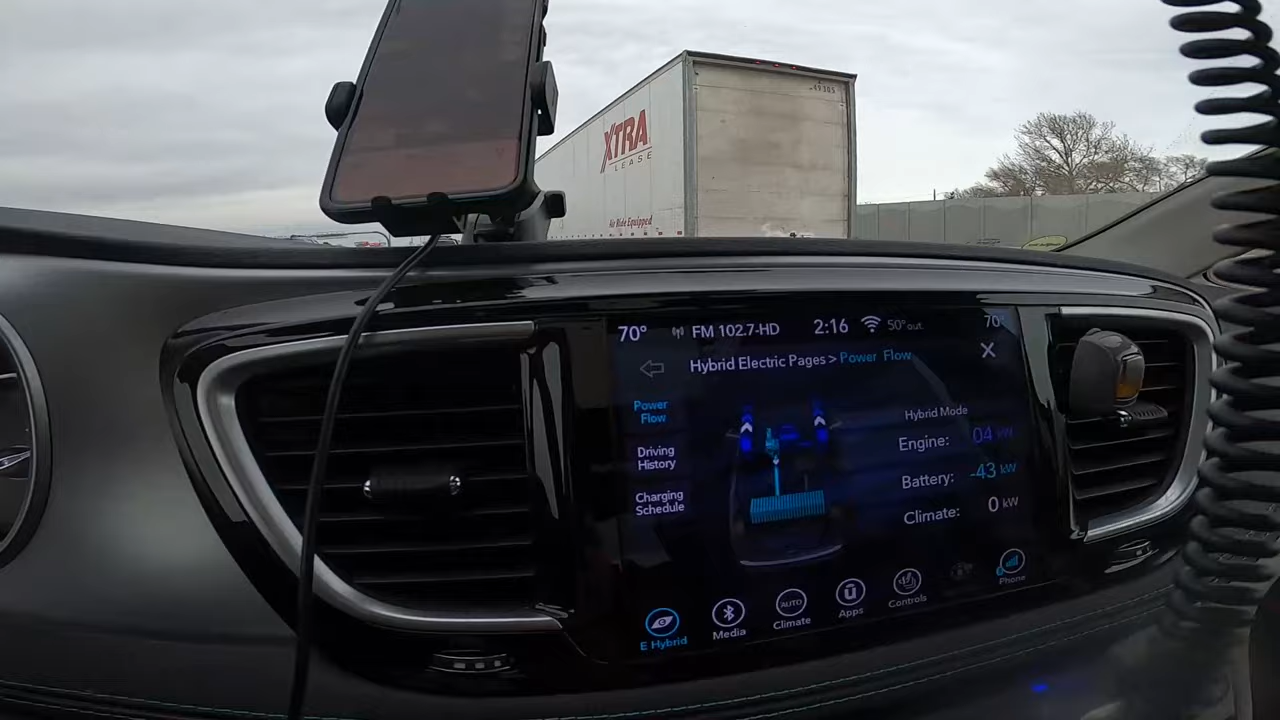 XTRA
LEASE
Air Ride Equipped
70° FM 102.7-HD 2:16 50°out 70°
Hybrid Electric Pages > Power Flow
Power
Flow
Driving
History
Charging
Schedule
Hybrid Mode
Engine: 04 kW
Battery: -43 kW
Climate: 0 kW
E Hybrid
Media
AUTO
Climate
Apps
Controls
Phone